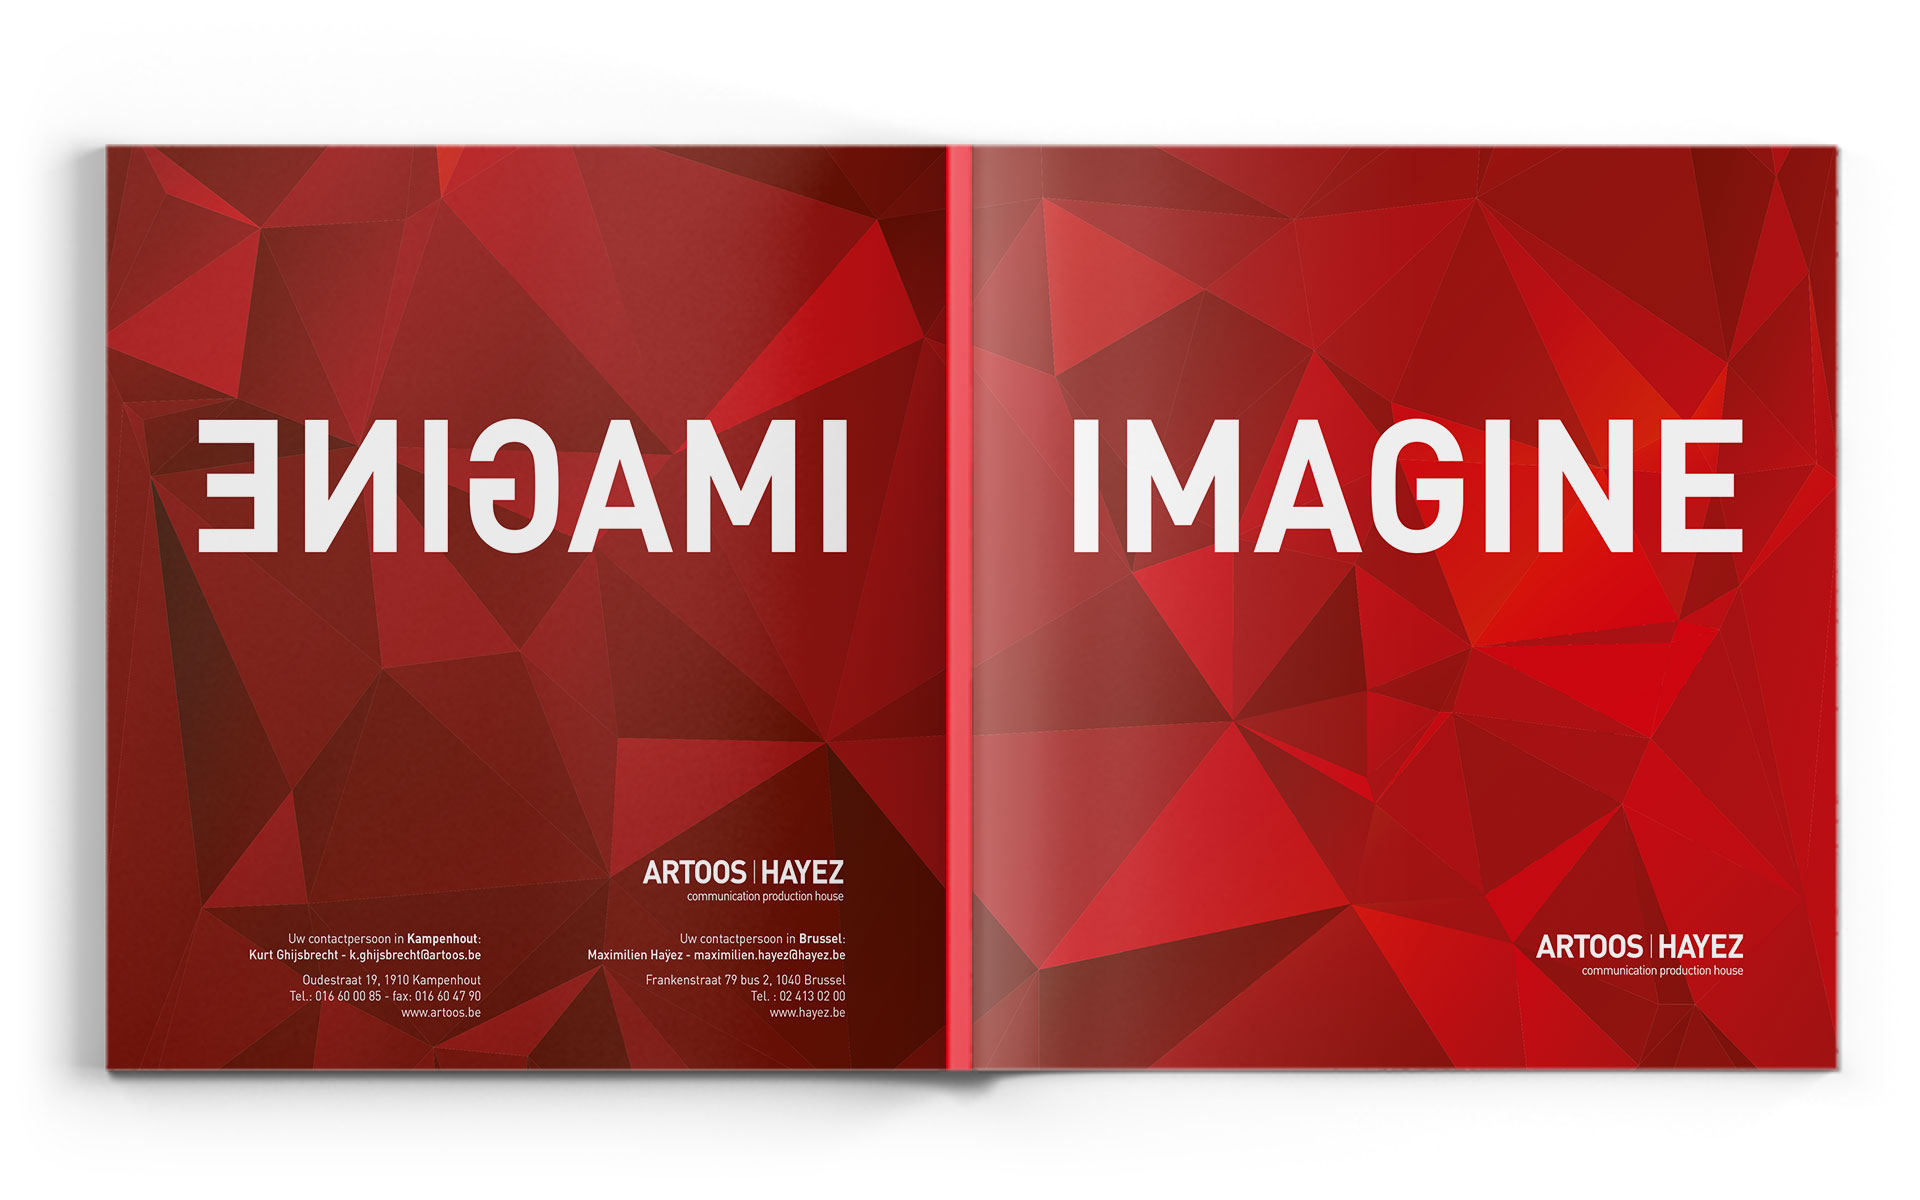 IMAGINE
ARTOOS | HAYEZ
communication production house
Uw contactpersoon in Kampenhout:
Kurt Ghijsbrecht - k.ghijsbrecht@artoos.be
Oudestraat 19, 1910 Kampenhout
Tel.: 016 60 00 85 - fax: 016 60 47 90
www.artoos.be
Uw contactpersoon in Brussel:
Maximilien Haÿez - maximilien.hayez@hayez.be
Frankenstraat 79 bus 2, 1040 Brussel
Tel. : 02 413 02 00
www.hayez.be
IMAGINE
ARTOOS | HAYEZ
communication production house